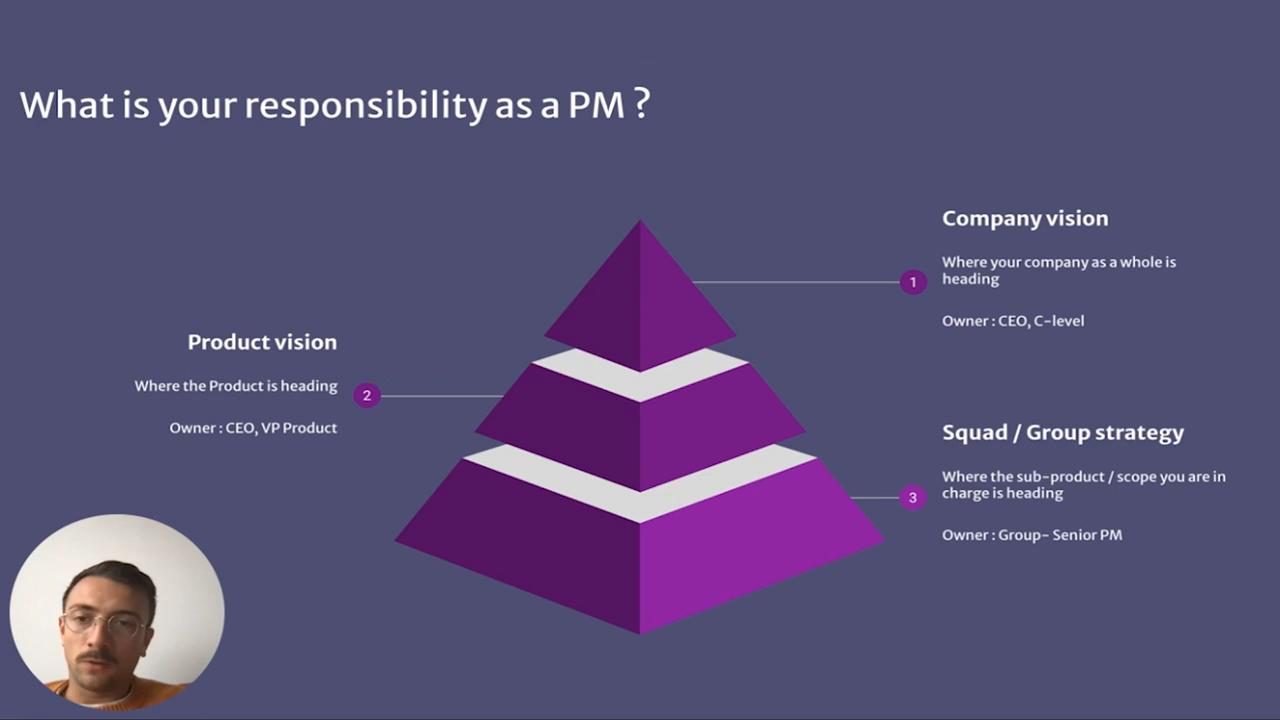 What is your responsibility as a PM ?
Company vision
Where your company as a whole is
heading
Owner : CEO, C-level
1
Product vision
Where the Product is heading
Owner : CEO, VP Product
2
Squad / Group strategy
Where the sub-product / scope you are in
charge is heading
Owner : Group- Senior PM
3